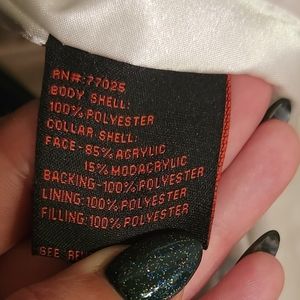 RN#:77025
BODY SHELL:
100% POLYESTER
COLLAR SHELL:
FACE-85% ACRYLIC
15% MODACRYLIC
BACKING-100% POLYESTER
LINING:100% POLYESTER
FILLING:100% POLYESTER
SEE